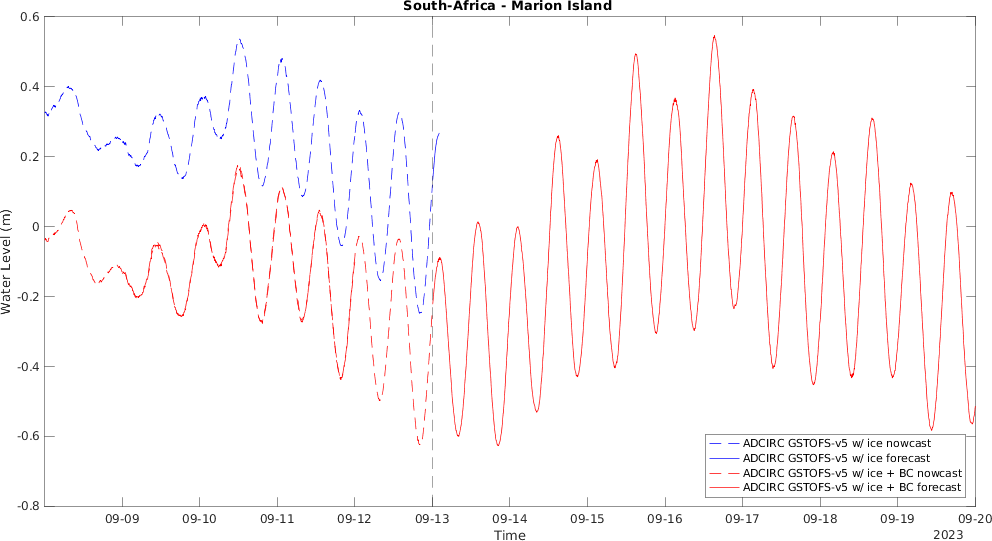 South-Africa - Marion Island
0.6
0.4
0.2
0
-0.2
-0.4
-0.6
-0.8
Water Level (m)
ADCIRC GSTOFS-v5 w/ ice nowcast
ADCIRC GSTOFS-v5 w/ ice forecast
ADCIRC GSTOFS-v5 w/ ice + BC nowcast
ADCIRC GSTOFS-v5 w/ ice + BC forecast
09-09 09-10 09-11 09-12 09-13 09-14 09-15 09-16 09-17 09-18 09-19 09-20
Time
2023